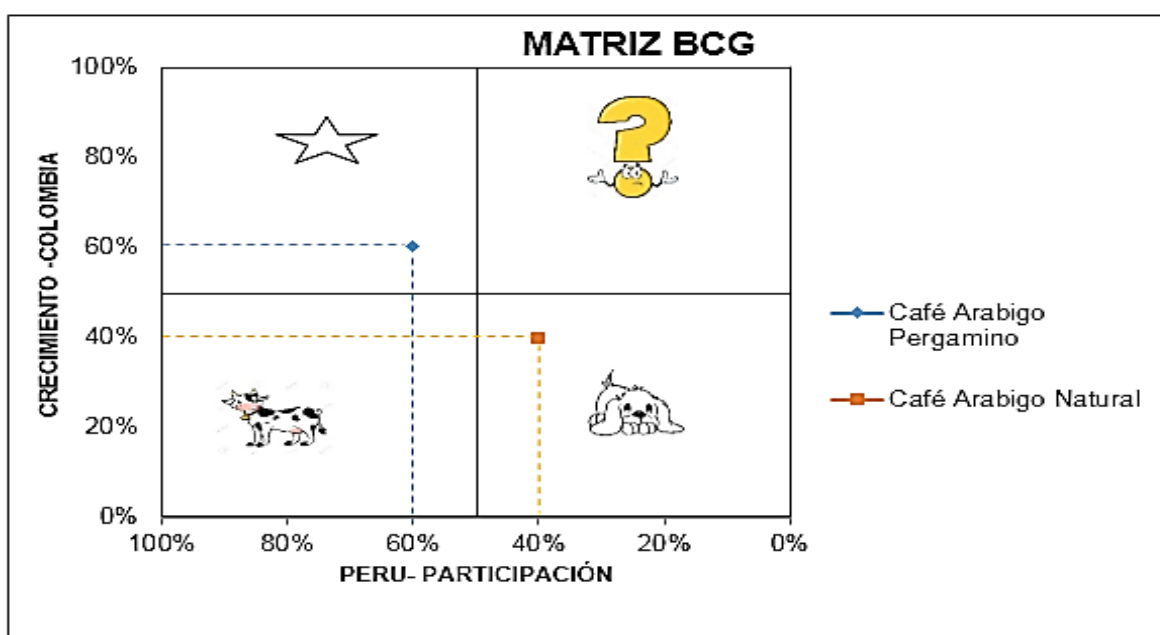 MATRIZ BCG
100%
80%
60%
40%
20%
0%
CRECIMIENTO -COLOMBIA
100% 80% 60% 40% 20% 0%
PERU- PARTICIPACIÓN
Café Arabigo
Pergamino
Café Arabigo Natural